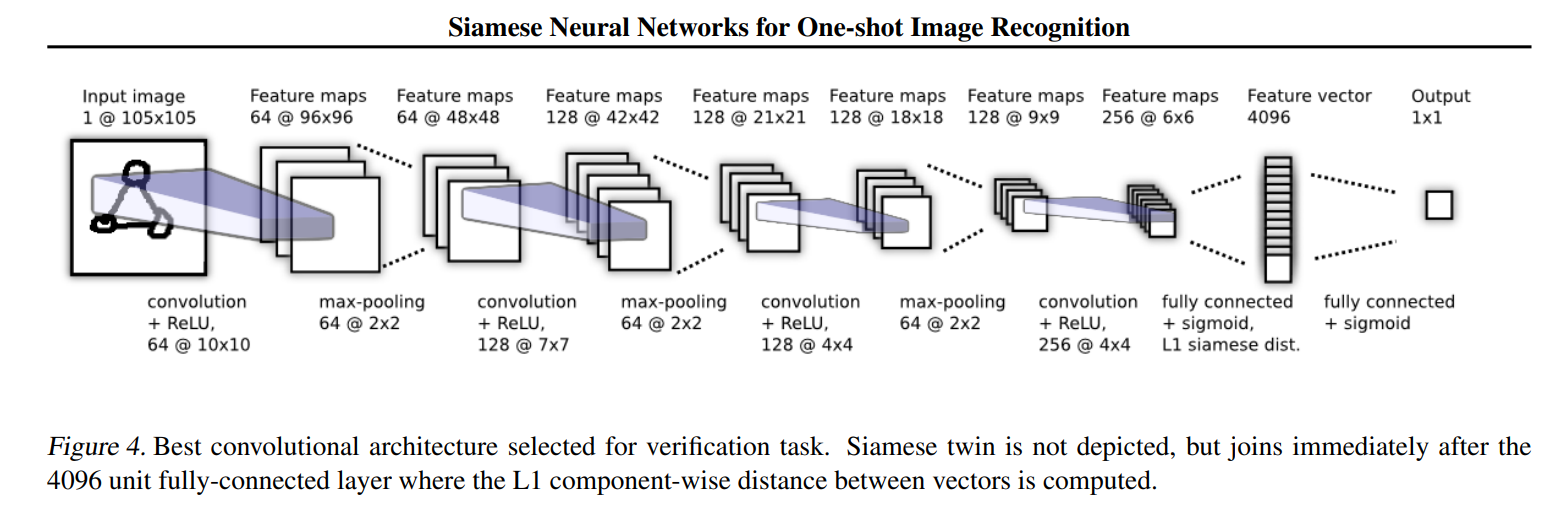 Siamese Neural Networks for One-shot Image Recognition
Input image
1 @ 105x105
Feature maps
64 @ 96x96
Feature maps
64 @ 48x48
Feature maps
128 @ 42x42
Feature maps
128 @ 21x21
Feature maps
128 @ 18x18
Feature maps
128 @ 9x9
Feature maps
256 @ 6x6
Feature vector
4096
Output
1x1
convolution
+ ReLU,
64 @ 10x10
max-pooling
64 @ 2x2
convolution
+ ReLU,
128 @ 7x7
max-pooling
64 @ 2x2
convolution
+ ReLU,
128 @ 4x4
max-pooling
64 @ 2x2
convolution
+ ReLU,
256 @ 4x4
fully connected
+ sigmoid,
L1 siamese dist.
fully connected
+ sigmoid
Figure 4. Best convolutional architecture selected for verification task. Siamese twin is not depicted, but joins immediately after the
4096 unit fully-connected layer where the L1 component-wise distance between vectors is computed.